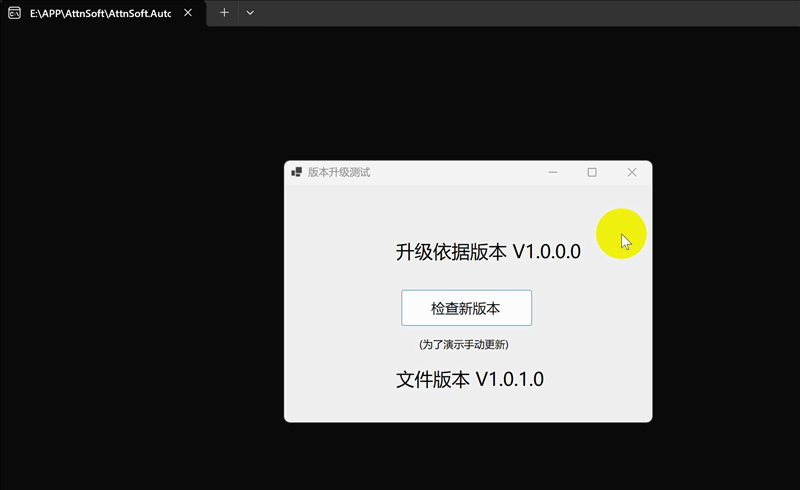 E:\APP\AttnSoft\AttnSoft.Auto
版本升级测试
升级依据版本 V1.0.0.0
检查新版本
(为了演示手动更新)
文件版本 V1.0.1.0